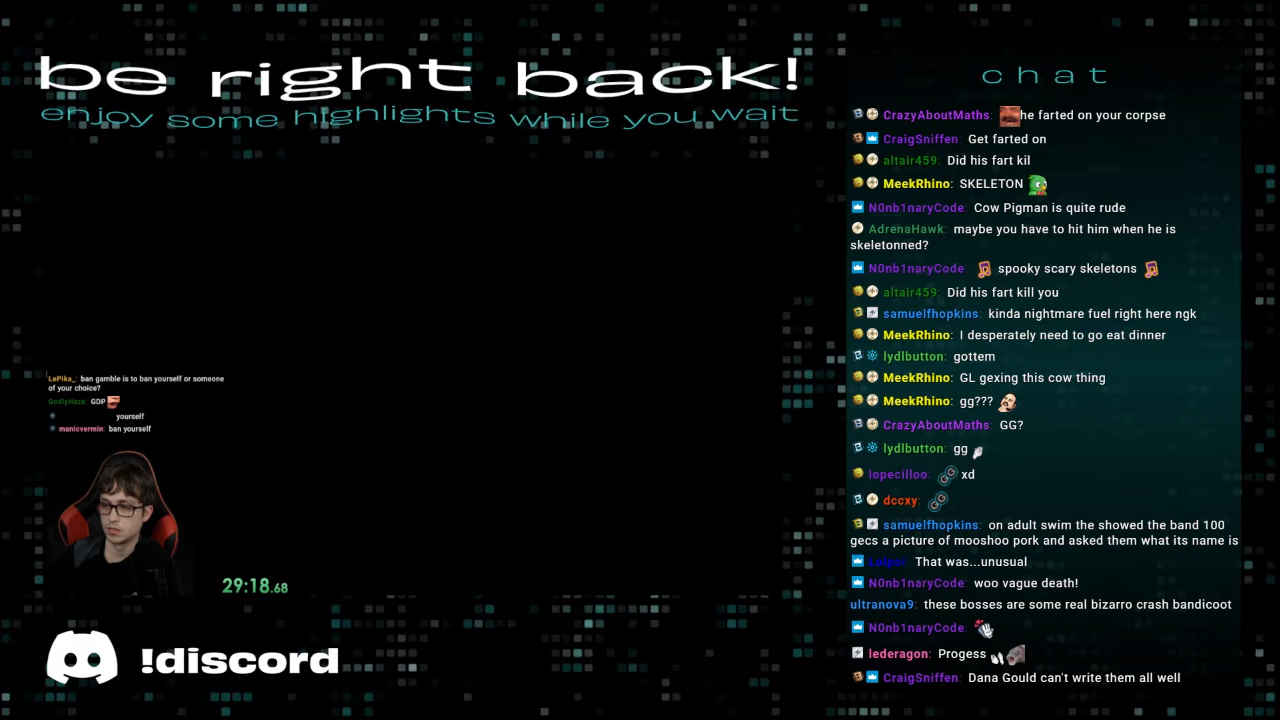 be right back!
enjoy some highlights while you wait
LePika_: ban gamble is to ban yourself or someone
of your choice?
GodlyHaze: GDP
yourself
manicvermin: ban yourself
29:18.68
!discord
chat
CrazyAboutMaths: he farted on your corpse
CraigSniffen: Get farted on
altair459: Did his fart kil
MeekRhino: SKELETON
N0nb1naryCode: Cow Pigman is quite rude
AdrenaHawk: maybe you have to hit him when he is
skeletonned?
N0nb1naryCode: spooky scary skeletons
altair459: Did his fart kill you
samuelfhopkins: kinda nightmare fuel right here ngk
MeekRhino: I desperately need to go eat dinner
lydlbutton: gottem
MeekRhino: GL gexing this cow thing
MeekRhino: gg???
CrazyAboutMaths: GG?
lydlbutton: gg
lopecilloo: xd
dccxy:
samuelfhopkins: on adult swim the showed the band 100
gecs a picture of mooshoo pork and asked them what its name is
That was...unusual
N0nb1naryCode: woo vague death!
ultranova9: these bosses are some real bizarro crash bandicoot
N0nb1naryCode:
lederagon: Progess
CraigSniffen: Dana Gould can't write them all well